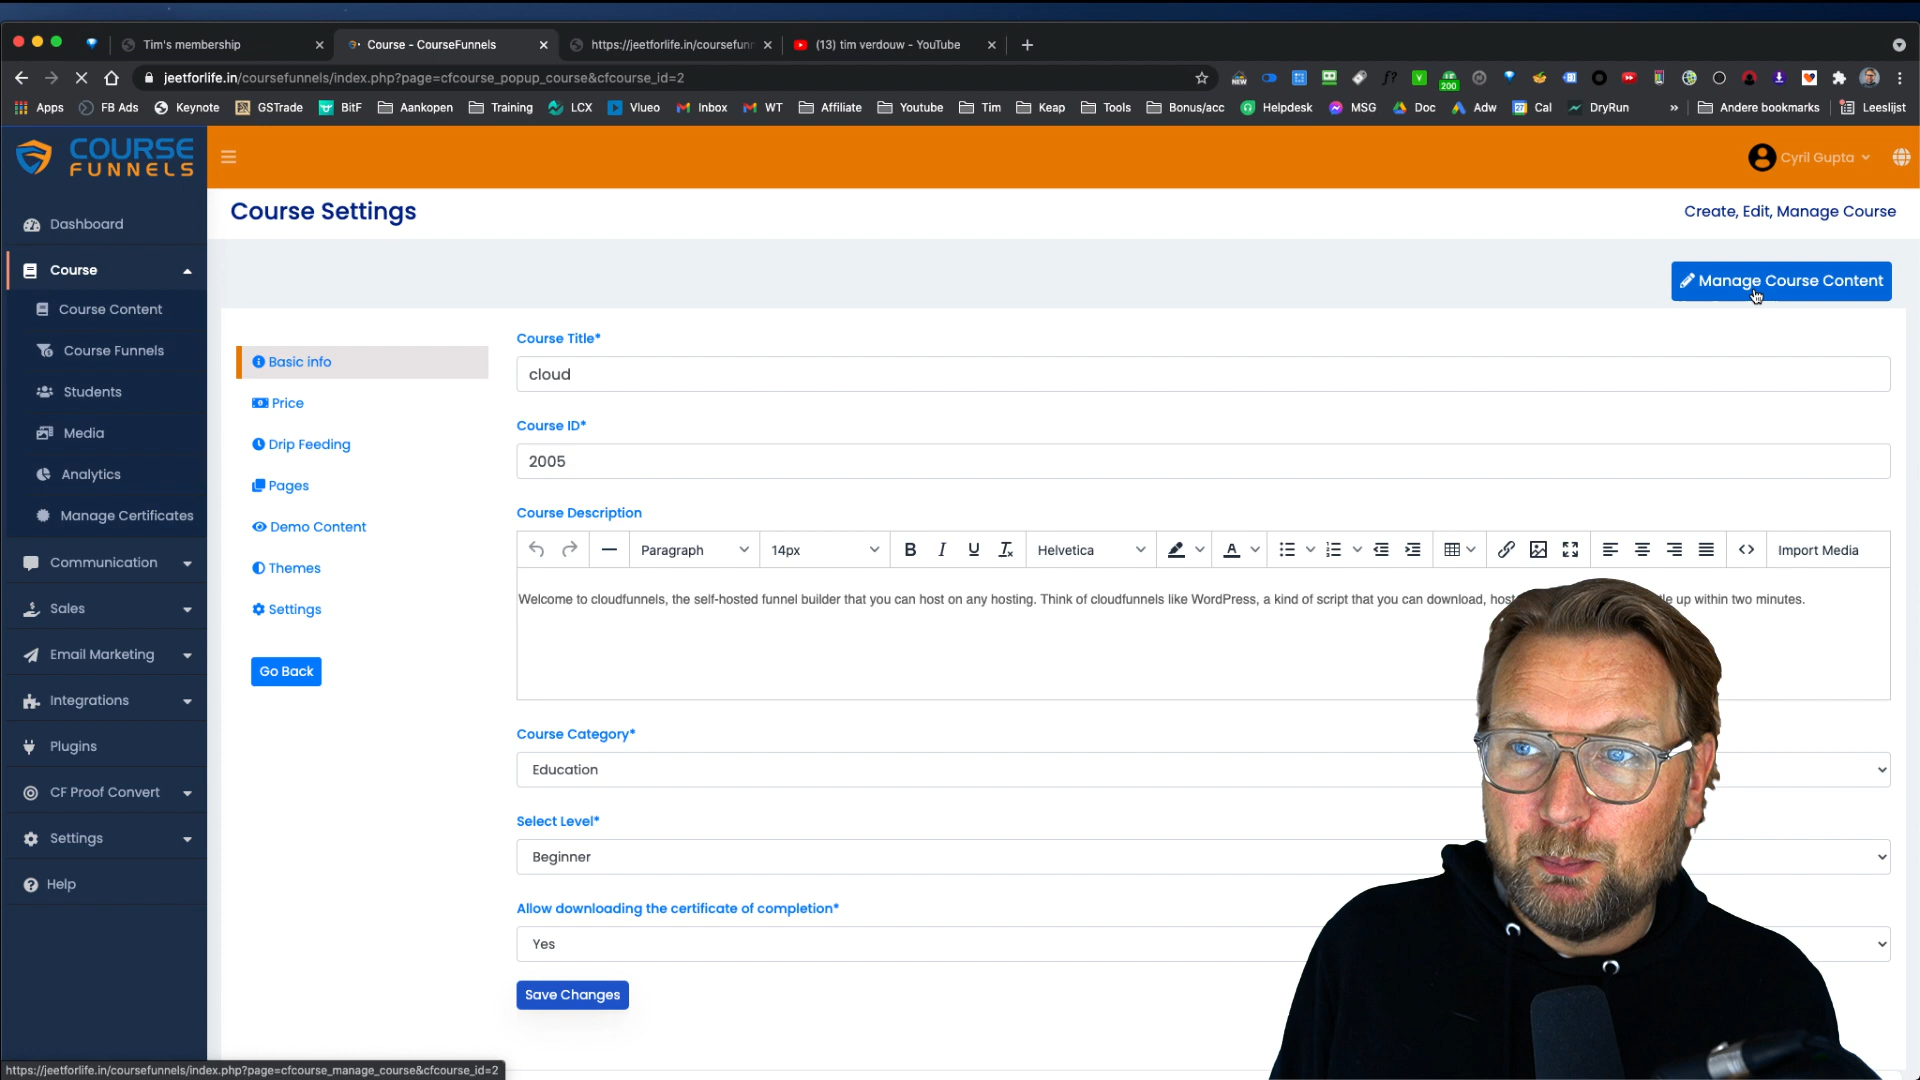 Tim's membership
Course - CourseFunnels
https://jeetforlife.in/coursefunn
(13) tim verdouw - YouTube
jeetforlife.in/coursefunnels/index.php?page=cfcourse_popup_course&cfcourse_id=2
NEW
200
Apps FB Ads Keynote GSTrade BitF Aankopen Training LCX Vlueo Inbox WT Affiliate Youtube Tim Keap Tools Bonus/acc Helpdesk MSG Doc Adw Cal DryRun » Andere bookmarks Leeslijst
COURSE
FUNNELS
Cyril Gupta
Course Settings
Create, Edit, Manage Course
Manage Course Content
Dashboard
Course
Course Content
Course Funnels
Students
Media
Analytics
Manage Certificates
Communication
Sales
Email Marketing
Integrations
Plugins
CF Proof Convert
Settings
Help
Basic info
Price
Drip Feeding
Pages
Demo Content
Themes
Settings
Go Back
Course Title*
cloud
Course ID*
2005
Course Description
Paragraph 14px B I U Helvetica A Import Media
Welcome to cloudfunnels, the self-hosted funnel builder that you can host on any hosting. Think of cloudfunnels like WordPress, a kind of script that you can download, up within two minutes.
Course Category*
Education
Select Level*
Beginner
Allow downloading the certificate of completion*
Yes
Save Changes
https://jeetforlife.in/coursefunnels/index.php?page=cfcourse_manage_course&cfcourse_id=2